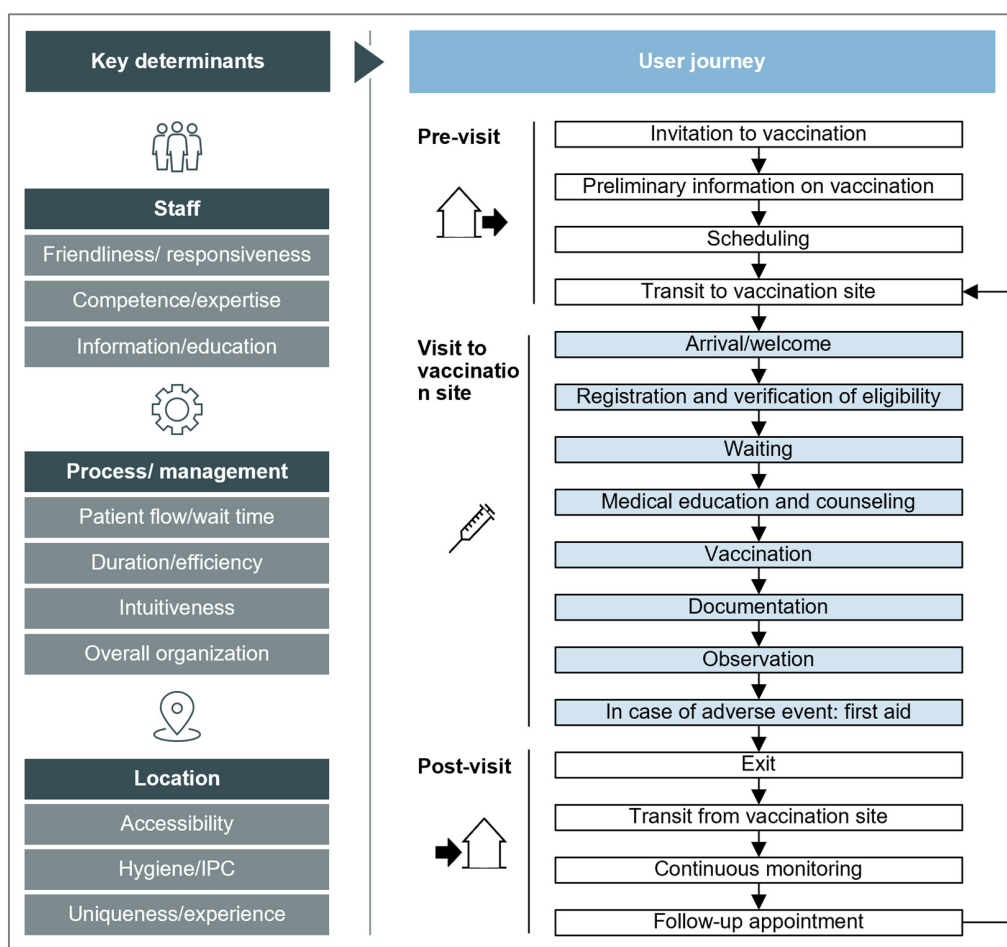 Key determinants
Staff
Friendliness/ responsiveness
Competence/expertise
Information/education
Process/ management
Patient flow/wait time
Duration/efficiency
Intuitiveness
Overall organization
Location
Accessibility
Hygiene/IPC
Uniqueness/experience
User journey
Pre-visit
Invitation to vaccination
Preliminary information on vaccination
Scheduling
Transit to vaccination site
Visit to
vaccinatio
n site
Arrival/welcome
Registration and verification of eligibility
Waiting
Medical education and counseling
Vaccination
Documentation
Observation
In case of adverse event: first aid
Post-visit
Exit
Transit from vaccination site
Continuous monitoring
Follow-up appointment